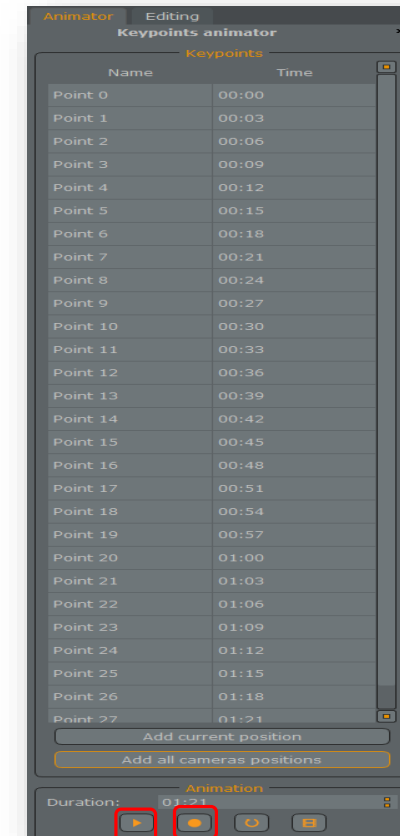 Animator Editing
Keypoints animator
Keypoints
Name Time
Point 0 00:00
Point 1 00:03
Point 2 00:06
Point 3 00:09
Point 4 00:12
Point 5 00:15
Point 6 00:18
Point 7 00:21
Point 8 00:24
Point 9 00:27
Point 10 00:30
Point 11 00:33
Point 12 00:36
Point 13 00:39
Point 14 00:42
Point 15 00:45
Point 16 00:48
Point 17 00:51
Point 18 00:54
Point 19 00:57
Point 20 01:00
Point 21 01:03
Point 22 01:06
Point 23 01:09
Point 24 01:12
Point 25 01:15
Point 26 01:18
Point 27 01:21
Add current position
Add all cameras positions
Animation
Duration: 01:21